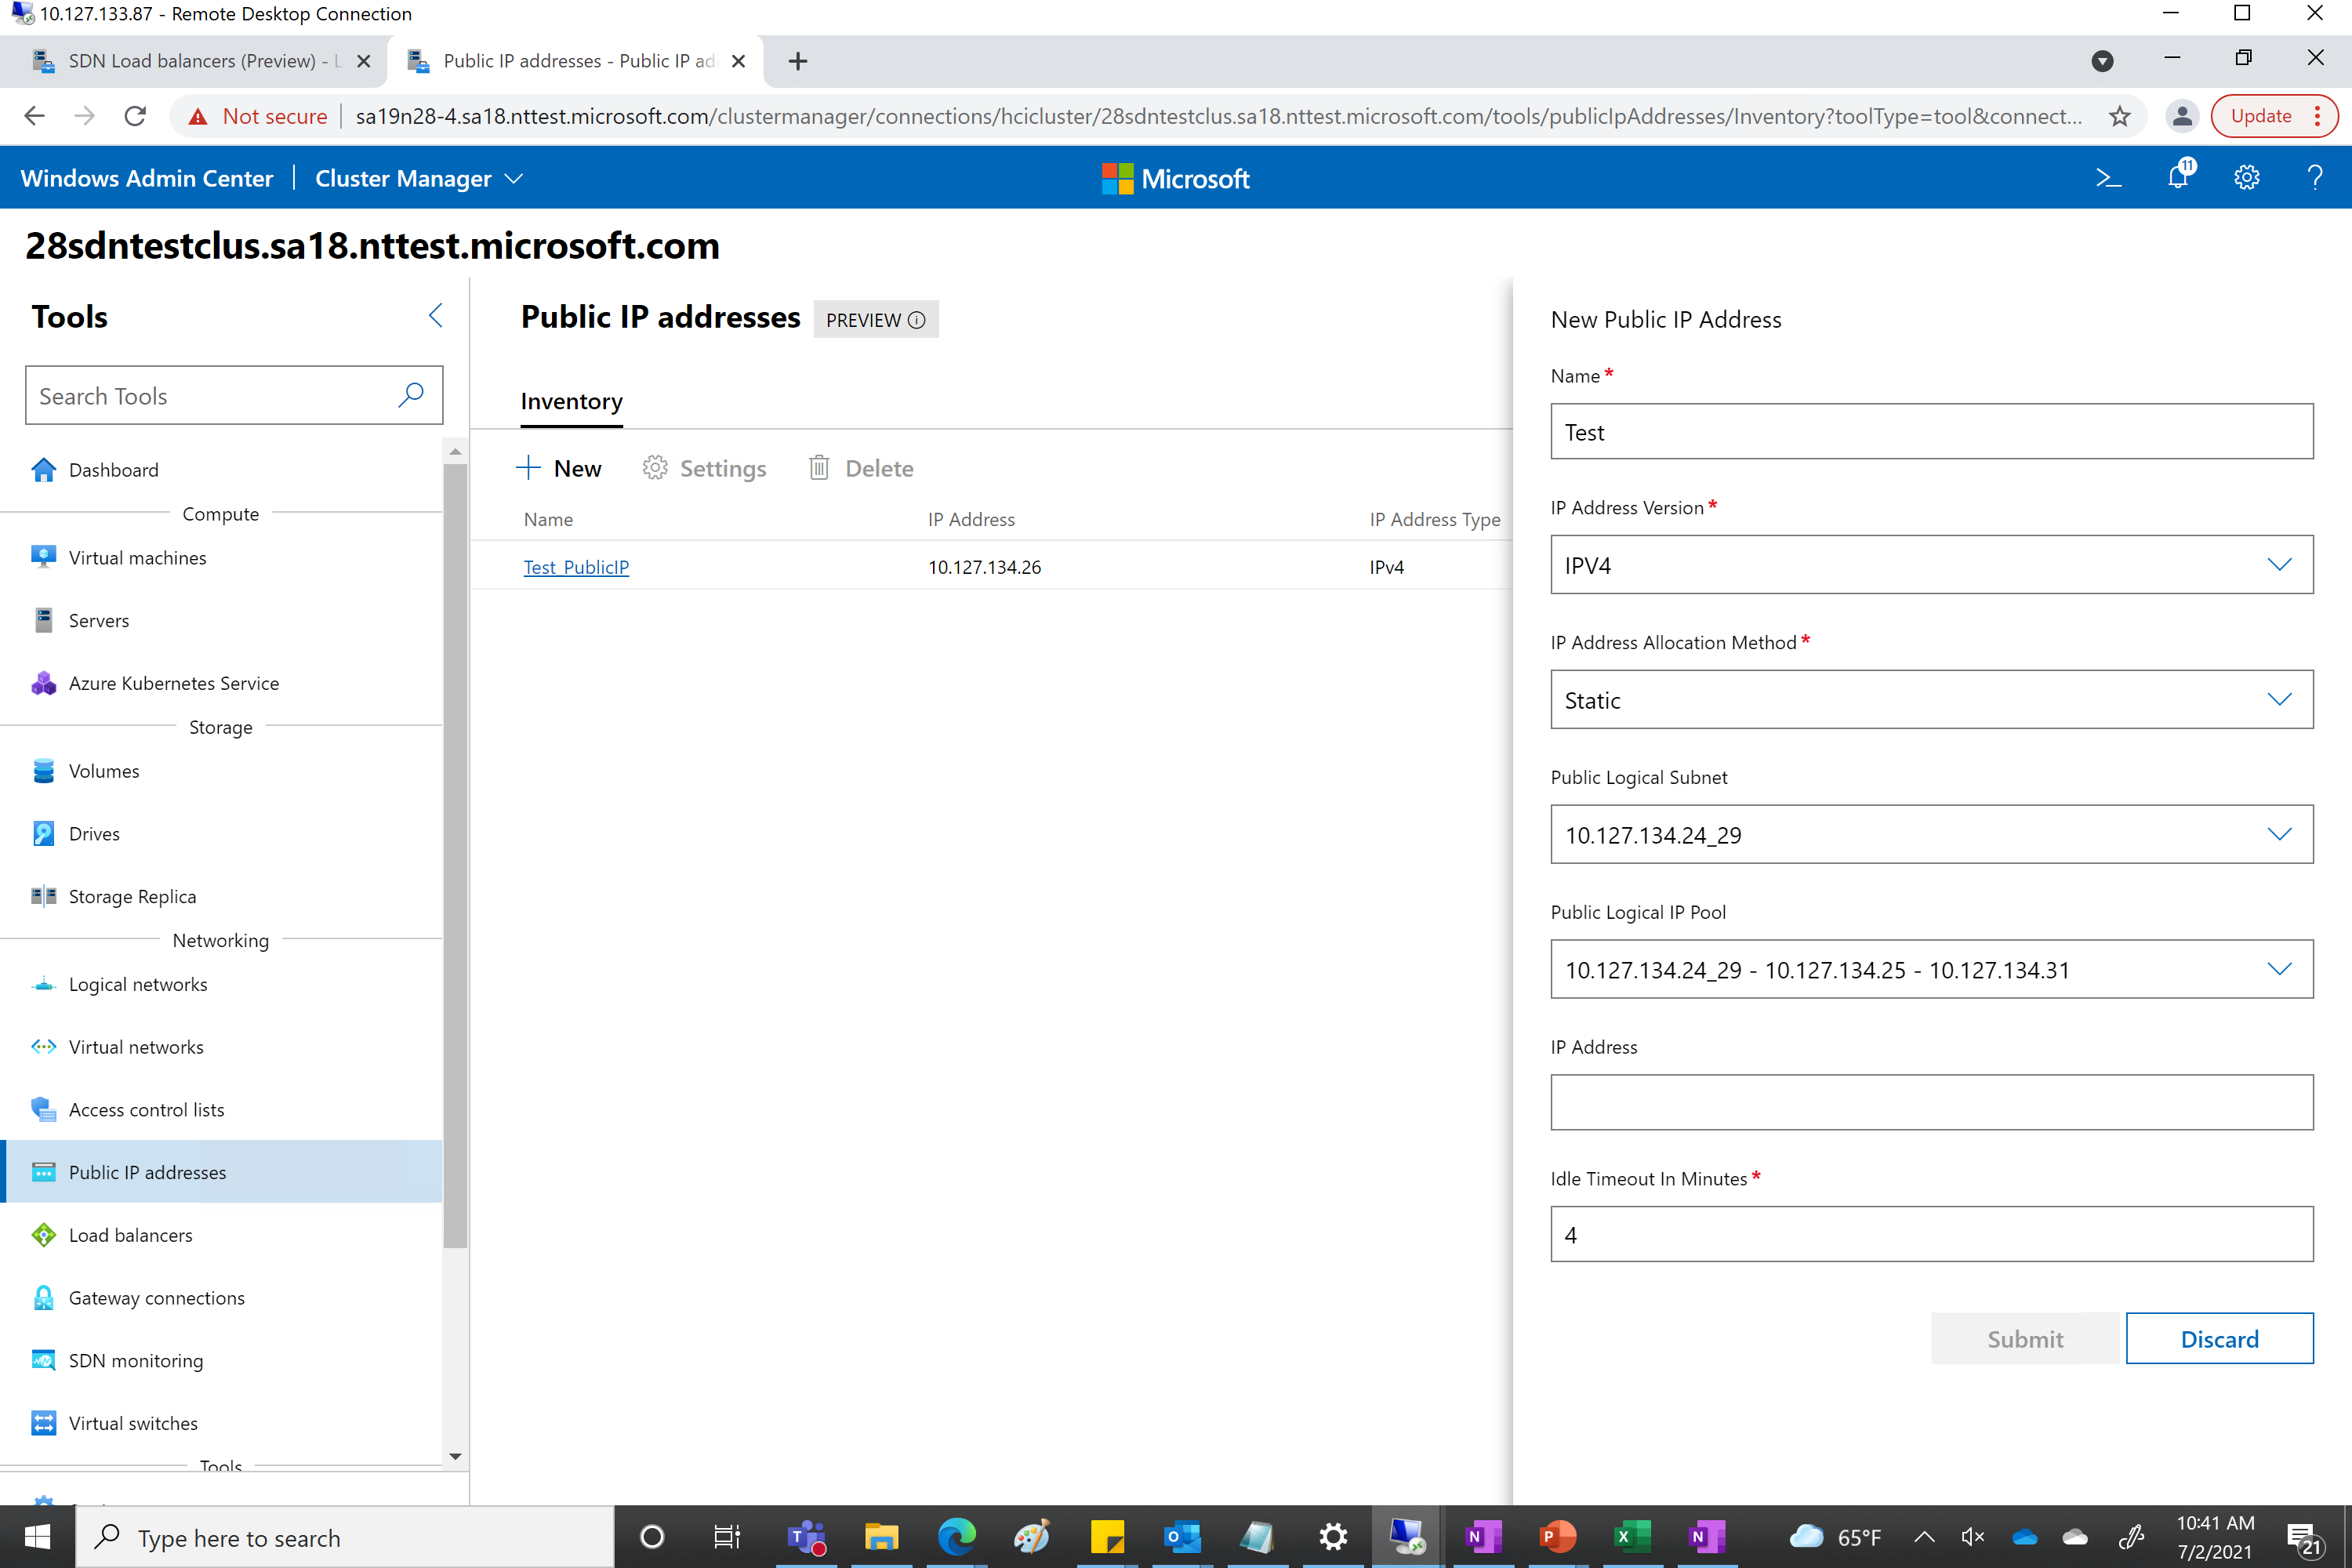 10.127.133.87 - Remote Desktop Connection
SDN Load balancers (Preview) - L
Public IP addresses - Public IP ad
Not secure
sa19n28-4.sa18.nttest.microsoft.com/clustermanager/connections/hcicluster/28sdntestclus.sa18.nttest.microsoft.com/tools/publicIpAddresses/Inventory?toolType=tool&connect...
Update
Windows Admin Center
Cluster Manager
Microsoft
11
28sdntestclus.sa18.nttest.microsoft.com
Tools
Search Tools
Dashboard
Compute
Virtual machines
Servers
Azure Kubernetes Service
Storage
Volumes
Drives
Storage Replica
Networking
Logical networks
Virtual networks
Access control lists
Public IP addresses
Load balancers
Gateway connections
SDN monitoring
Virtual switches
Tools
Public IP addresses
PREVIEW
Inventory
New
Settings
Delete
Name IP Address IP Address Type
Test_PublicIP 10.127.134.26 IPv4
New Public IP Address
Name *
Test
IP Address Version *
IPV4
IP Address Allocation Method *
Static
Public Logical Subnet
10.127.134.24_29
Public Logical IP Pool
10.127.134.24_29 - 10.127.134.25 - 10.127.134.31
IP Address
Idle Timeout In Minutes *
4
Submit
Discard
Type here to search
65°F
10:41 AM
7/2/2021
21